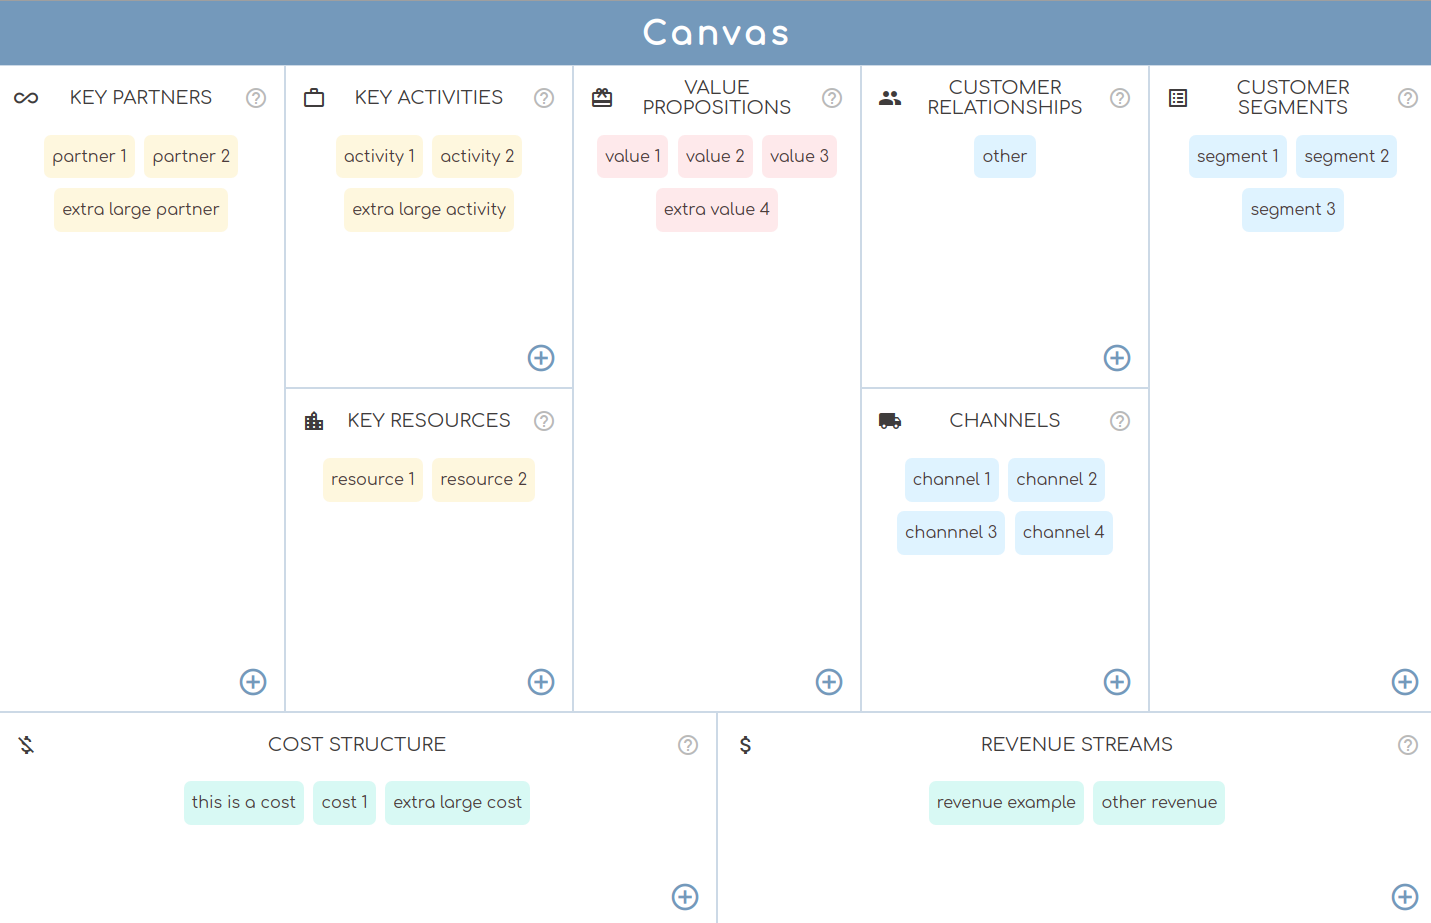 Canvas
KEY PARTNERS
partner 1
partner 2
extra large partner
KEY ACTIVITIES
activity 1
activity 2
extra large activity
KEY RESOURCES
resource 1
resource 2
VALUE
PROPOSITIONS
value 1
value 2
value 3
extra value 4
CUSTOMER
RELATIONSHIPS
other
CHANNELS
channel 1
channel 2
channnel 3
channel 4
CUSTOMER
SEGMENTS
segment 1
segment 2
segment 3
COST STRUCTURE
this is a cost
cost 1
extra large cost
REVENUE STREAMS
revenue example
other revenue